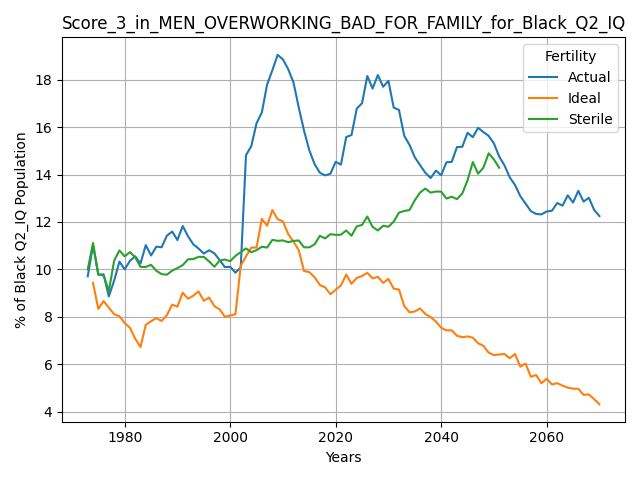 Score_3_in_MEN_OVERWORKING_BAD_FOR_FAMILY_for_Black_Q2_IQ
Fertility
Actual
Ideal
Sterile
% of Black Q2_IQ Population
18
16
14
12
10
8
6
4
1980
2000
2020
2040
2060
Years